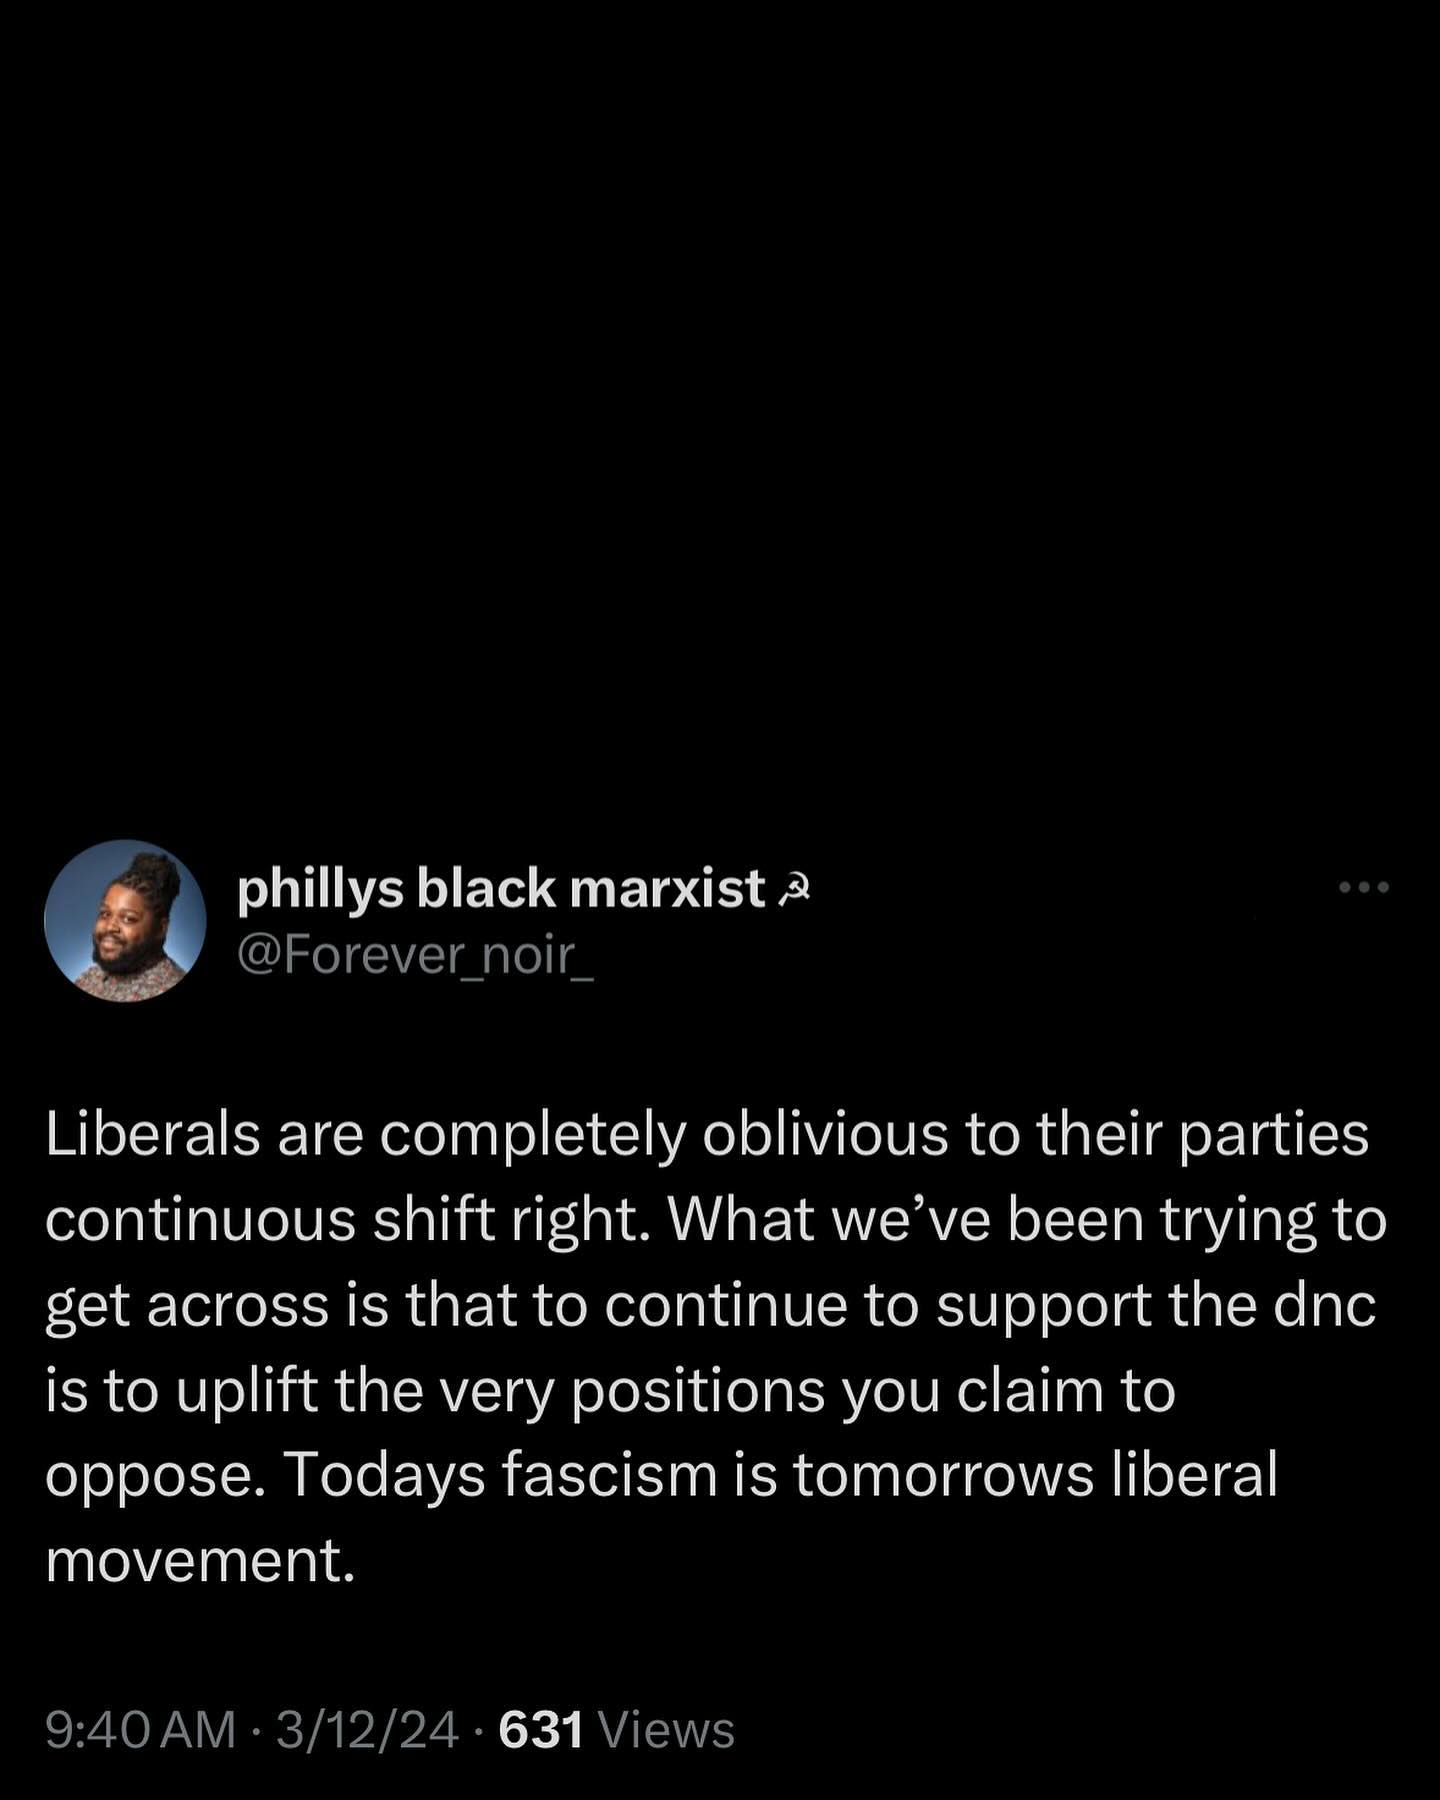 phillys black marxist ☭
@Forever_noir_
Liberals are completely oblivious to their parties
continuous shift right. What we’ve been trying to
get across is that to continue to support the dnc
is to uplift the very positions you claim to
oppose. Todays fascism is tomorrows liberal
movement.
9:40 AM · 3/12/24 · 631 Views